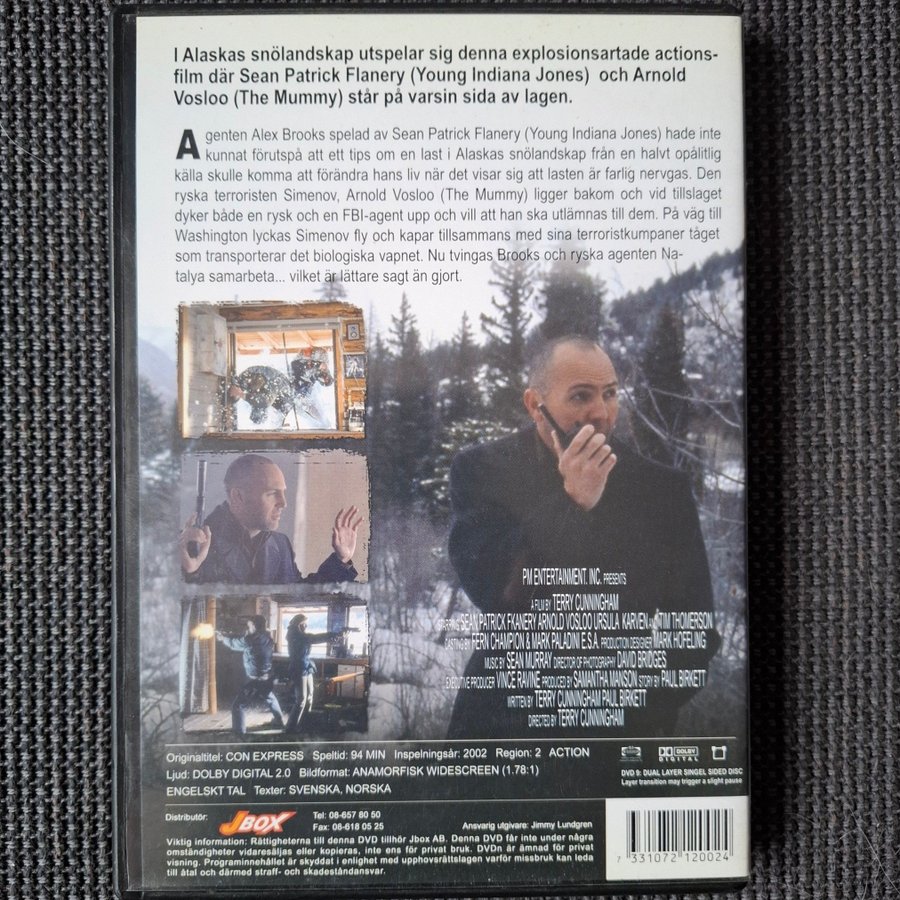 I Alaskas snölandskap utspelar sig denna explosionsartade actions-
film där Sean Patrick Flanery (Young Indiana Jones) och Arnold
Vosloo (The Mummy) står på varsin sida av lagen.
Agenten Alex Brooks spelad av Sean Patrick Flanery (Young Indiana Jones) hade inte
kunnat förutspå att ett tips om en last i Alaskas snölandskap från en halvt opålitlig
källa skulle komma att förändra hans liv när det visar sig att lasten är farlig nervgas. Den
ryska terroristen Simenov, Arnold Vosloo (The Mummy) ligger bakom och vid tillslaget
dyker både en rysk och en FBI-agent upp och vill att han ska utlämnas till dem. På väg till
Washington lyckas Simenov fly och kapar tillsammans med sina terroristkumpaner tåget
som transporterar det biologiska vapnet. Nu tvingas Brooks och ryska agenten Na-
talya samarbeta... vilket är lättare sagt än gjort.
PM ENTERTAINMENT, INC. PRESENTS
A FILM BY TERRY CUNNINGHAM
STARRING SEAN PATRICK FKANERY ARNOLD VOSLOO URSULA KARVEN AND TIM THOMERSON
CASTING BY FERN CHAMPION & MARK PALADINI E.S.A. PRODUCTION DESIGNER MARK HOFELING
MUSIC BY SEAN MURRAY DIRECTOR OF PHOTOGRAPHY DAVID BRIDGES
EXECUTIVE PRODUCER VINCE RAVINE PRODUCED BY SAMANTHA MANSON STORY BY PAUL BIRKETT
WRITTEN BY TERRY CUNNINGHAM PAUL BIRKETT
DIRECTED BY TERRY CUNNINGHAM
Originaltitel: CON EXPRESS Speltid: 94 MIN Inspelningsår: 2002 Region: 2 ACTION
Ljud: DOLBY DIGITAL 2.0 Bildformat: ANAMORFISK WIDESCREEN (1.78:1)
ENGELSKT TAL Texter: SVENSKA, NORSKA
DOLBY
DIGITAL
DVD 9: DUAL LAYER SINGEL SIDED DISC
Layer transition may trigger a slight pause
Distributör:
JBOX
Tel: 08-657 80 50
Fax: 08-618 05 25
Ansvarig utgivare: Jimmy Lundgren
Viktig information: Rättigheterna till denna DVD tillhör Jbox AB. Denna DVD får inte under några
omständigheter vidaresäljas eller kopieras, inte ens för privat bruk. DVDn är ämnad för privat
visning. Programinnehållet är skyddat i enlighet med upphovsrättslagen varför missbruk kan leda
till åtal och därmed straff- och skadeståndansvar.
7 331072 120024